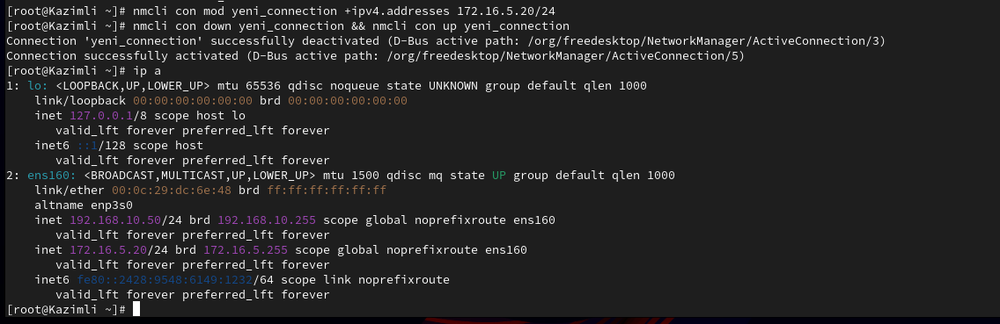 [root@Kazimli ~]# nmcli con mod yeni_connection +ipv4.addresses 172.16.5.20/24
[root@Kazimli ~]# nmcli con down yeni_connection && nmcli con up yeni_connection
Connection 'yeni_connection' successfully deactivated (D-Bus active path: /org/freedesktop/NetworkManager/ActiveConnection/3)
Connection successfully activated (D-Bus active path: /org/freedesktop/NetworkManager/ActiveConnection/5)
[root@Kazimli ~]# ip a
1: lo: <LOOPBACK,UP,LOWER_UP> mtu 65536 qdisc noqueue state UNKNOWN group default qlen 1000
    link/loopback 00:00:00:00:00:00 brd 00:00:00:00:00:00
    inet 127.0.0.1/8 scope host lo
       valid_lft forever preferred_lft forever
    inet6 ::1/128 scope host
       valid_lft forever preferred_lft forever
2: ens160: <BROADCAST,MULTICAST,UP,LOWER_UP> mtu 1500 qdisc mq state UP group default qlen 1000
    link/ether 00:0c:29:dc:6e:48 brd ff:ff:ff:ff:ff:ff
    altname enp3s0
    inet 192.168.10.50/24 brd 192.168.10.255 scope global noprefixroute ens160
       valid_lft forever preferred_lft forever
    inet 172.16.5.20/24 brd 172.16.5.255 scope global noprefixroute ens160
       valid_lft forever preferred_lft forever
    inet6 fe80::2428:9548:6149:1232/64 scope link noprefixroute
       valid_lft forever preferred_lft forever
[root@Kazimli ~]#